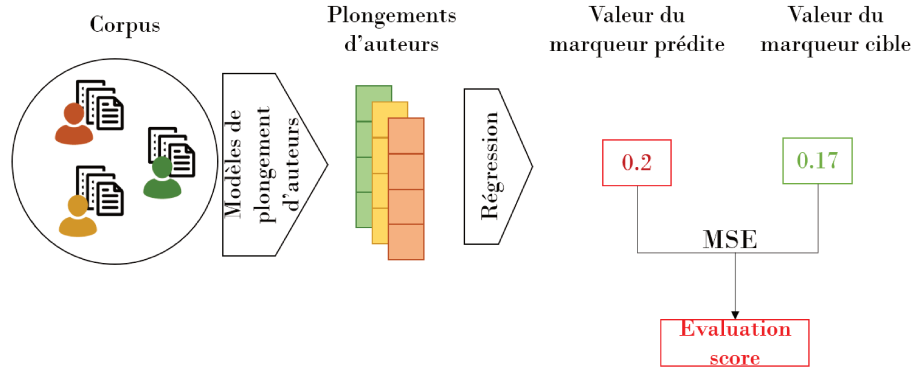 Corpus
Plongements
d'auteurs
Valeur du
marqueur prédite
Valeur du
marqueur cible
Modèles de
plongement
d'auteurs
Régression
0.2
0.17
MSE
Evaluation
score